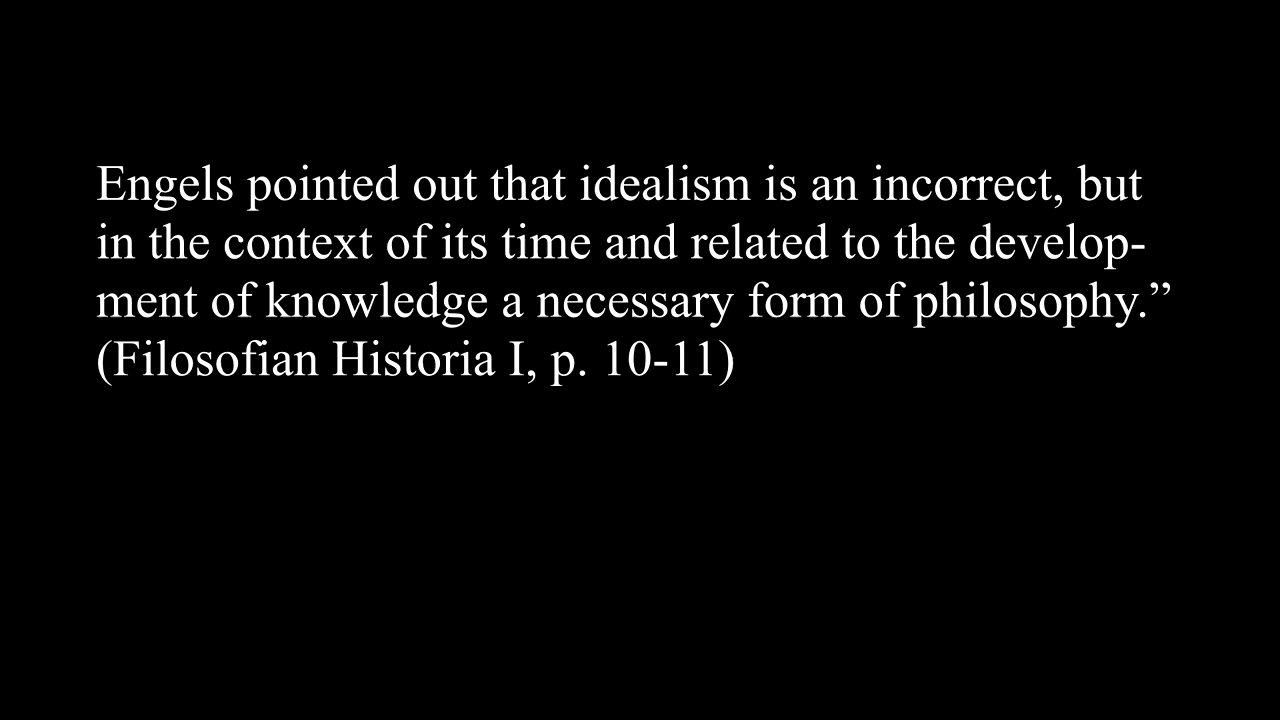 Engels pointed out that idealism is an incorrect, but
in the context of its time and related to the develop-
ment of knowledge a necessary form of philosophy.”
(Filosofian Historia I, p. 10-11)